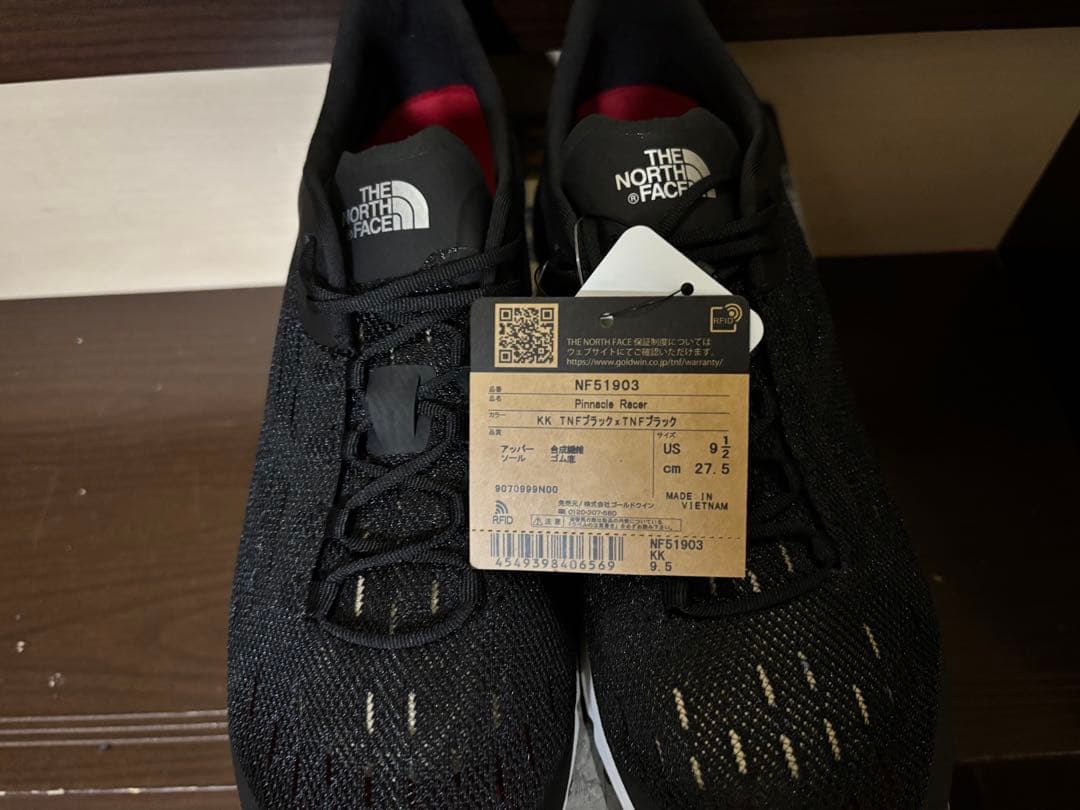 THE
NORTH
FACE
THE
NORTH
®FACE
RFID
THE NORTH FACE 保証制度については
ウェブサイトにてご確認いただけます。
https://www.goldwin.co.jp/tnf/warranty/
品番 NF51903
品名 Pinnacle Racer
カラー KK TNFブラック×TNFブラック
品質
アッパー 合成繊維
ソール ゴム底
サイズ
US 9 1/2
cm 27.5
9070999N00
MADE IN
VIETNAM
RFID
発売元/株式会社ゴールドウイン
☎0120-307-560
⚠注意
NF51903
KK
9.5
4549398406569